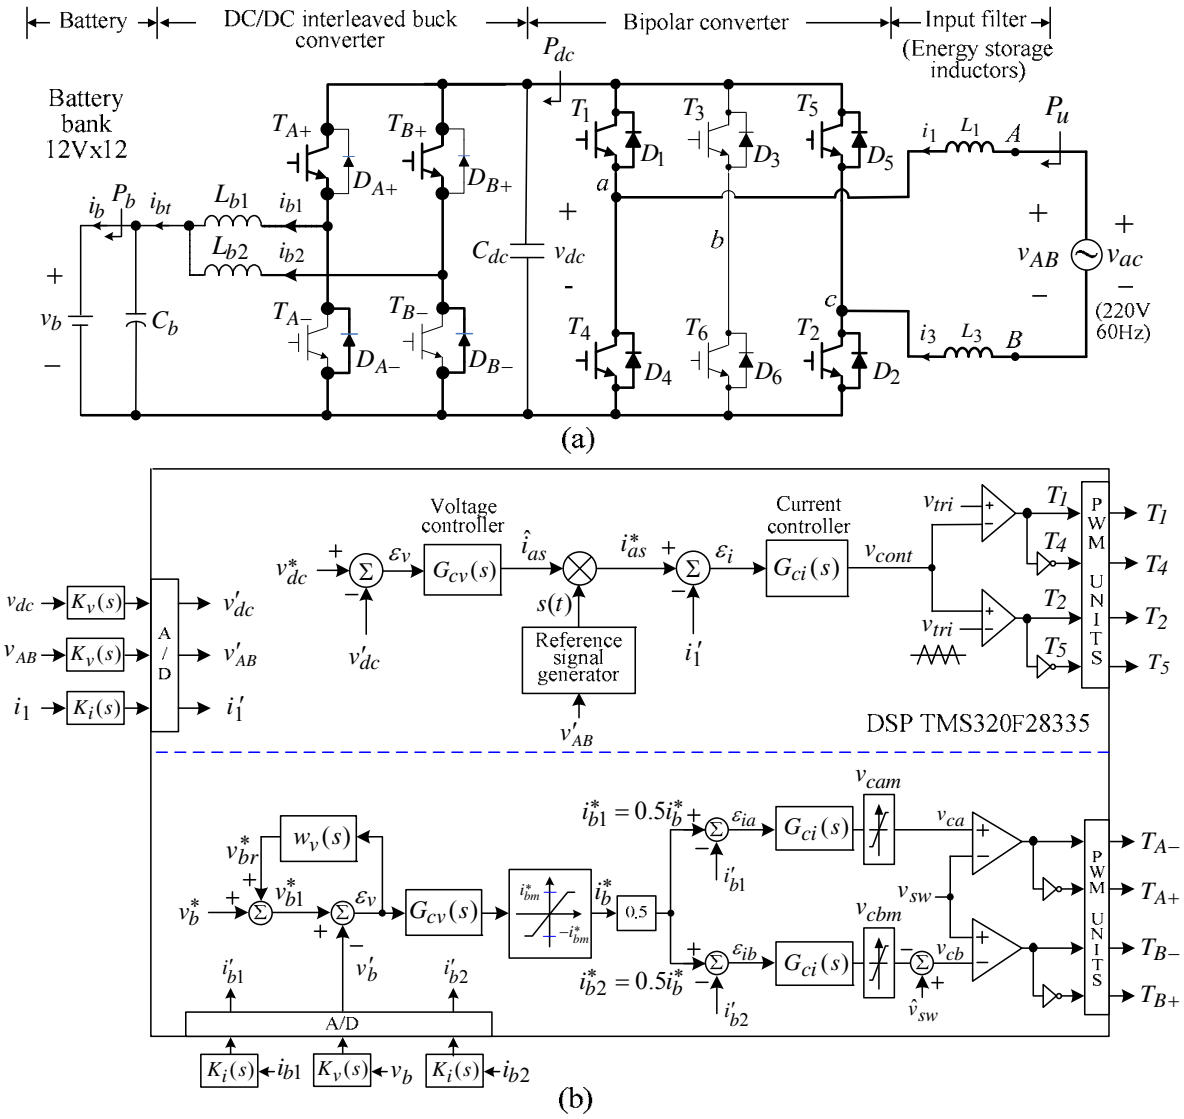 Battery
DC/DC interleaved buck converter
Bipolar converter
Input filter
(Energy storage inductors)
P_dc
Battery bank 12Vx12
T_A+
D_A+
T_B+
D_B+
T_1
D_1
T_3
D_3
T_5
D_5
i_1
L_1
A
P_u
i_b
P_b
i_bt
L_b1
i_b1
L_b2
i_b2
a
b
c
+
v_b
−
C_b
C_dc
+
v_dc
-
+
v_AB
−
+
v_ac
−
(220V 60Hz)
T_A−
D_A−
T_B−
D_B−
T_4
D_4
T_6
D_6
T_2
D_2
i_3
L_3
B
(a)
Voltage controller
Current controller
v*_dc
+
−
Σ
ε_v
G_cv(s)
î_as
i*_as
+
−
Σ
ε_i
G_ci(s)
v_cont
v_tri
+
−
T_1
T_4
v_tri
+
−
T_2
T_5
PWM UNITS
T_1
T_4
T_2
T_5
v'_dc
s(t)
Reference signal generator
v'_AB
i'_1
v_dc
K_v(s)
v'_dc
v_AB
K_v(s)
v'_AB
i_1
K_i(s)
i'_1
A/D
DSP TMS320F28335
w_v(s)
v*_br
v*_b
+
+
Σ
v*_b1
+
−
Σ
ε_v
G_cv(s)
i*_bm
−i*_bm
i*_b
0.5
v'_b
i*_b1 = 0.5i*_b
+
−
Σ
ε_ia
G_ci(s)
v_cam
v_ca
i'_b1
+
−
v_sw
i*_b2 = 0.5i*_b
+
−
Σ
ε_ib
G_ci(s)
v_cbm
−
Σ
+
v_cb
v̂_sw
i'_b2
+
−
PWM UNITS
T_A−
T_A+
T_B−
T_B+
i'_b1
i'_b2
A/D
K_i(s)
i_b1
K_v(s)
v_b
K_i(s)
i_b2
(b)